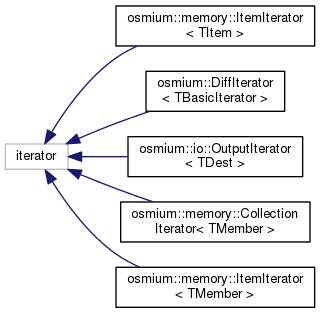 osmium::memory::ItemIterator
< TItem >
osmium::DiffIterator
< TBasicIterator >
iterator
osmium::io::OutputIterator
< TDest >
osmium::memory::Collection
Iterator< TMember >
osmium::memory::ItemIterator
< TMember >